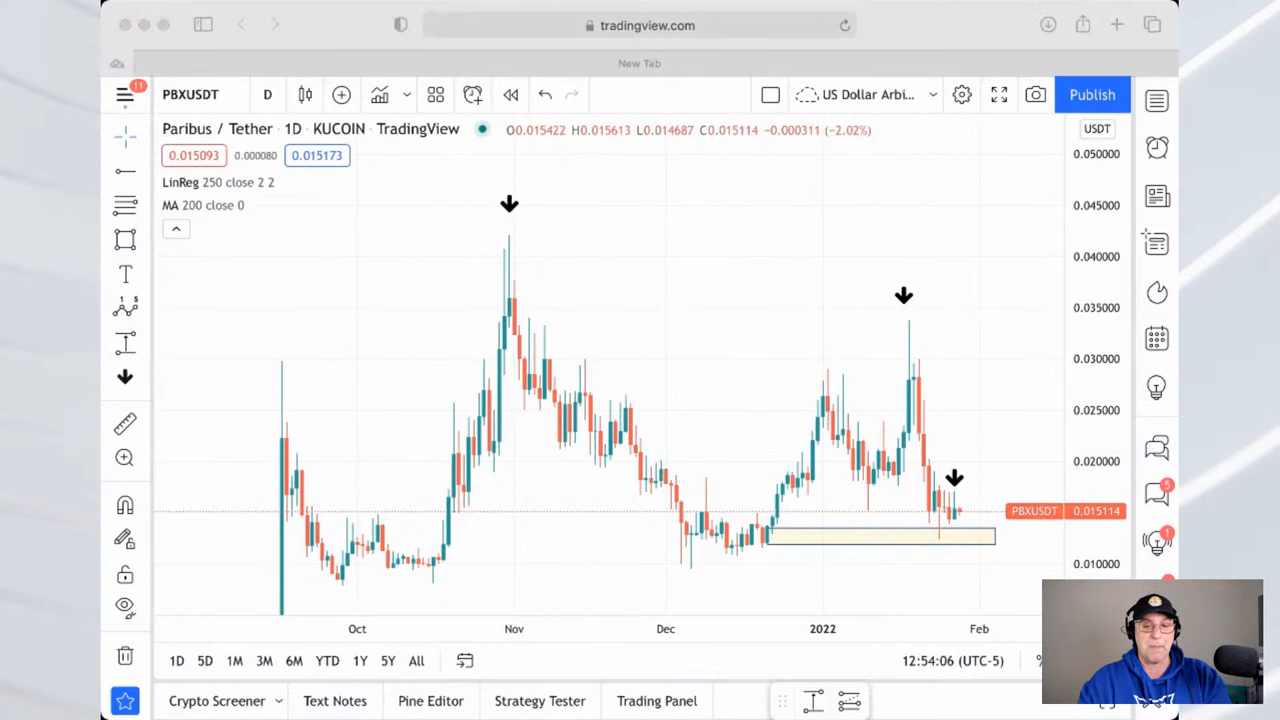 tradingview.com
New Tab
11
PBXUSDT D US Dollar Arbi... Publish
Paribus / Tether · 1D · KUCOIN · TradingView O0.015422 H0.015613 L0.014687 C0.015114 −0.000311 (−2.02%) USDT
0.015093 0.000080 0.015173
LinReg 250 close 2 2
MA 200 close 0
0.050000
0.045000
0.040000
0.035000
0.030000
0.025000
0.020000
PBXUSDT 0.015114
0.010000
5
1
Oct Nov Dec 2022 Feb
1D 5D 1M 3M 6M YTD 1Y 5Y All 12:54:06 (UTC-5) %
Crypto Screener Text Notes Pine Editor Strategy Tester Trading Panel